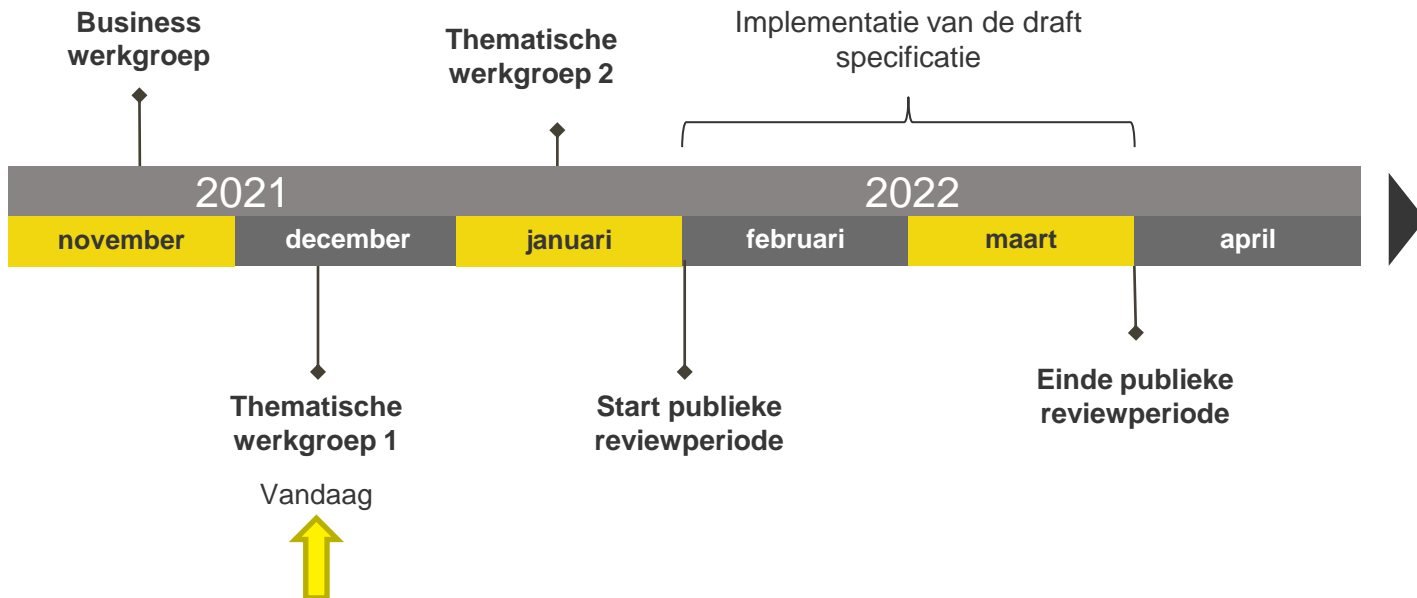 Business
werkgroep
Thematische
werkgroep 2
Implementatie van de draft
specificatie
2021
2022
november
december
januari
februari
maart
april
Thematische
werkgroep 1
Vandaag
Start publieke
reviewperiode
Einde publieke
reviewperiode